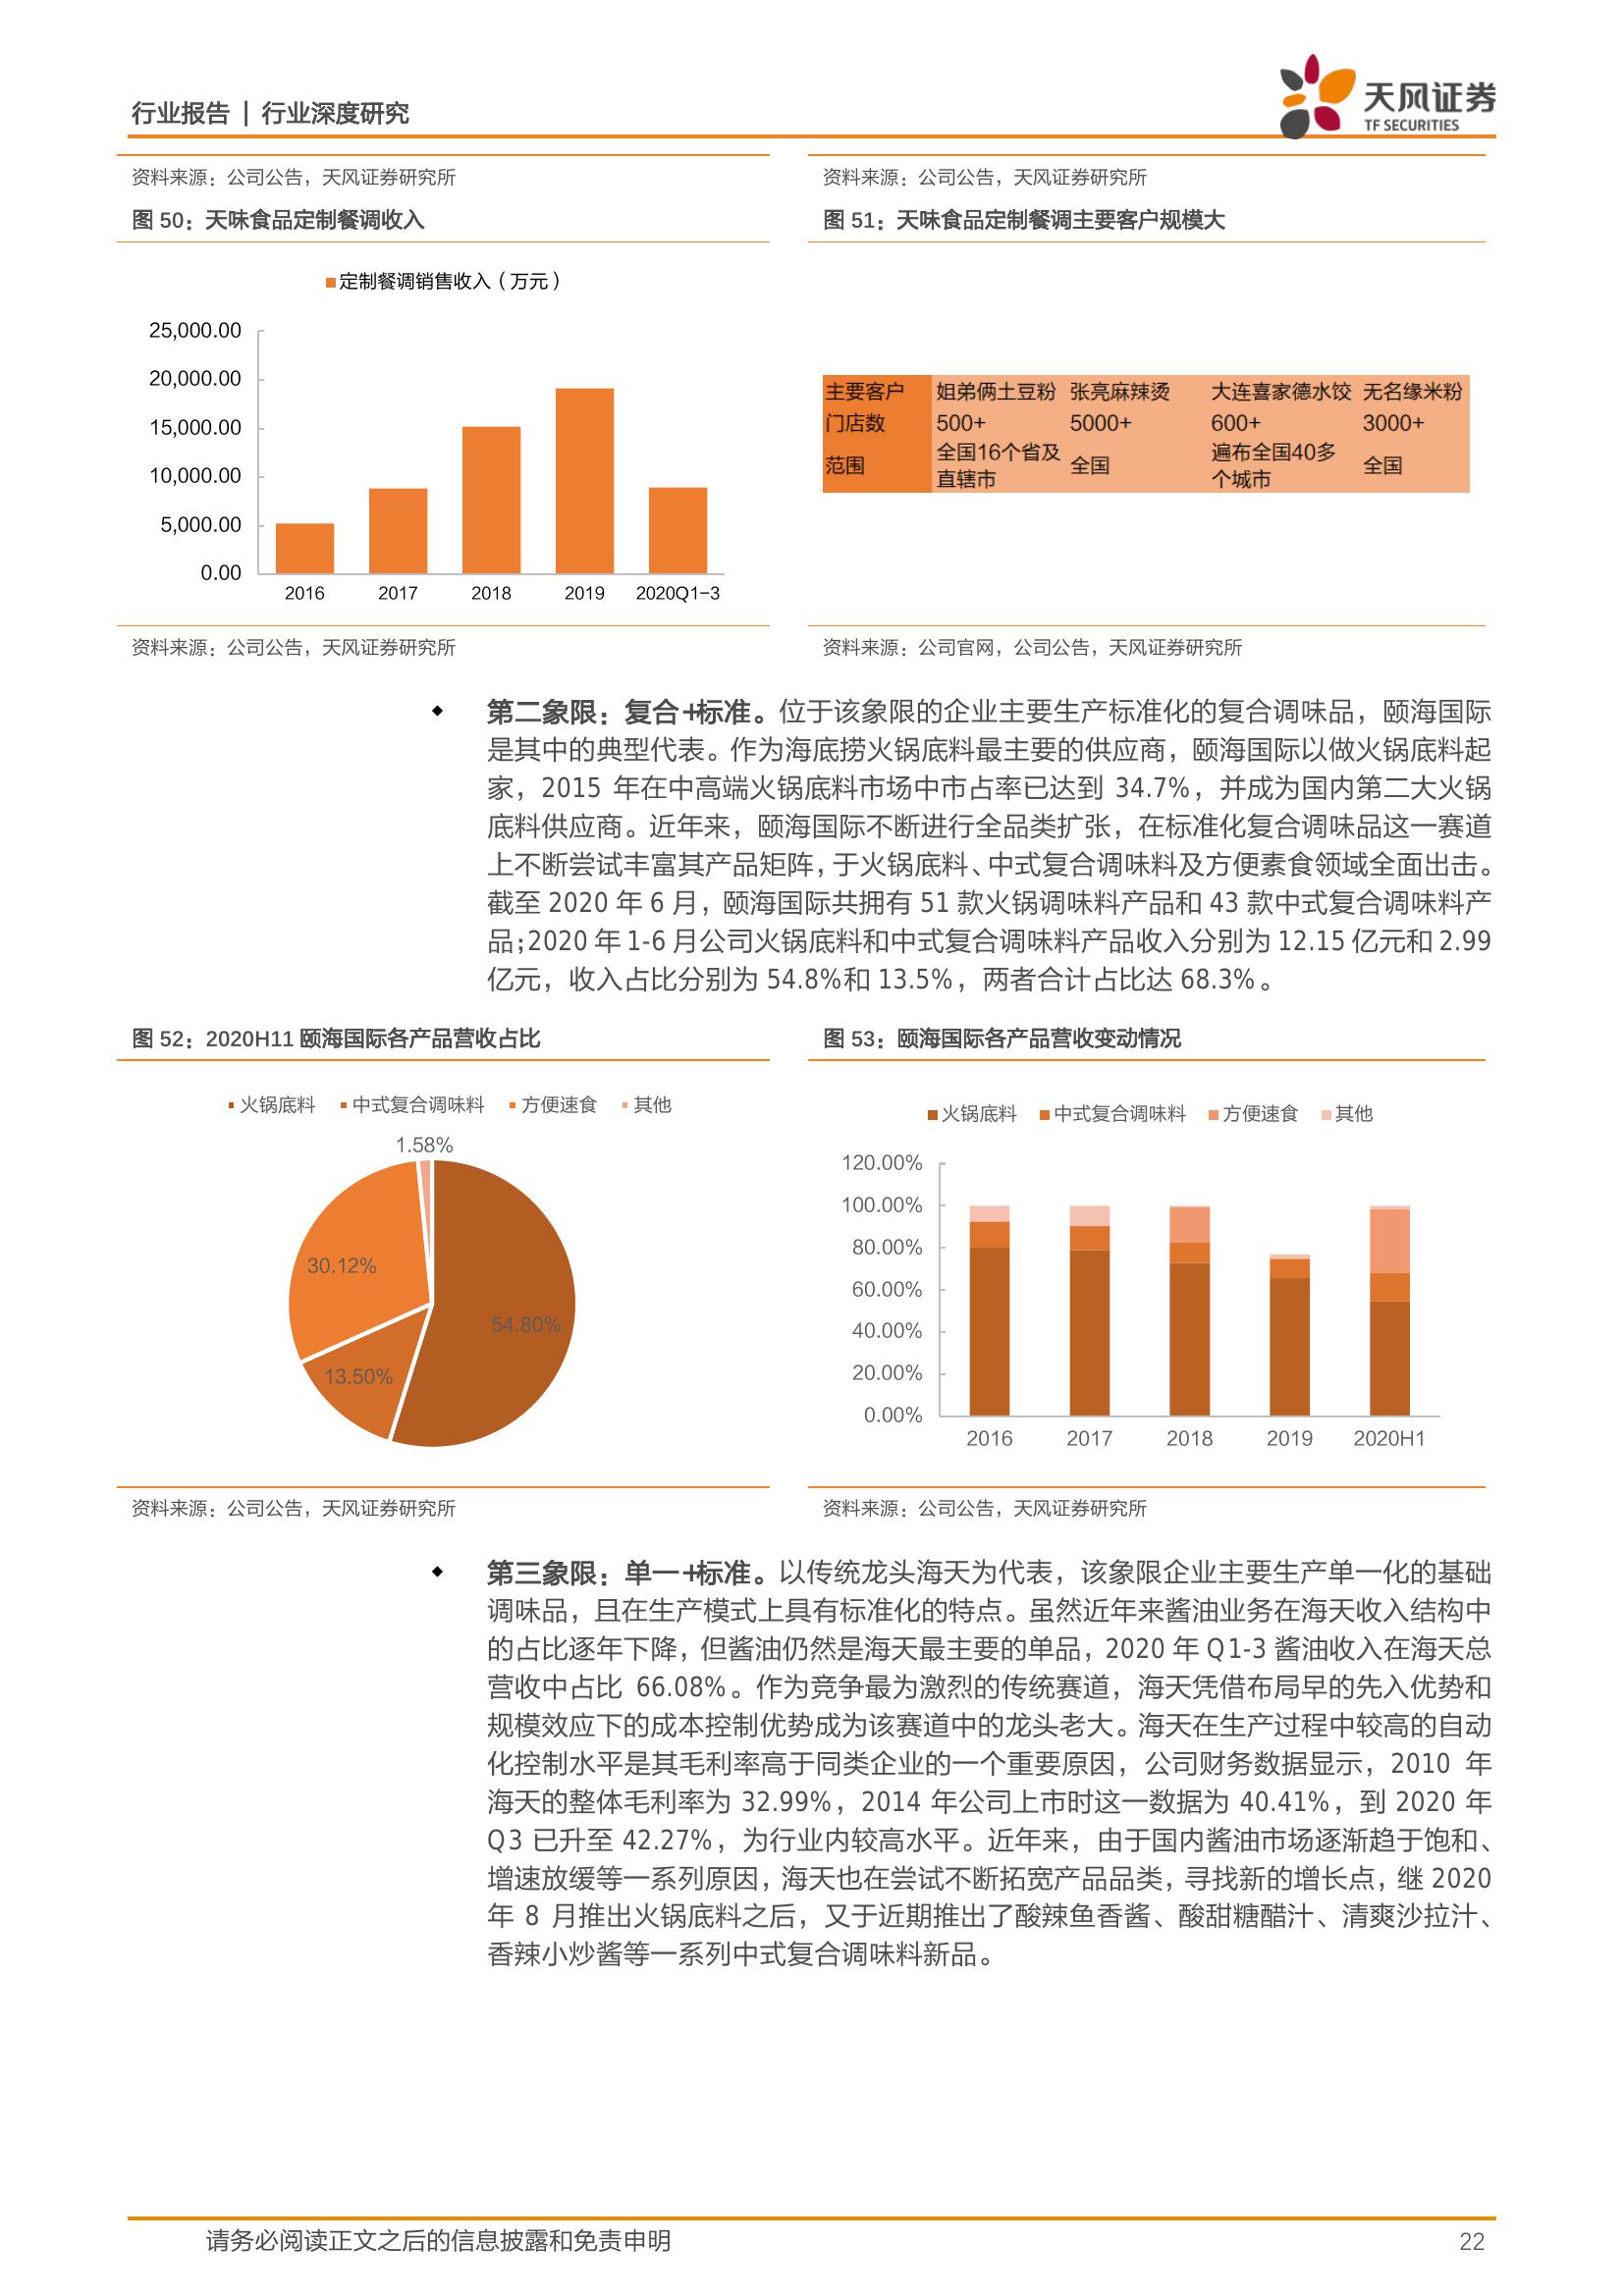 行业报告 | 行业深度研究
天风证券
TF SECURITIES
资料来源：公司公告，天风证券研究所
资料来源：公司公告，天风证券研究所
图 50：天味食品定制餐调收入
图 51：天味食品定制餐调主要客户规模大
定制餐调销售收入（万元）
25,000.00
20,000.00
15,000.00
10,000.00
5,000.00
0.00
2016 2017 2018 2019 2020Q1-3
主要客户 姐弟俩土豆粉 张亮麻辣烫 大连喜家德水饺 无名缘米粉
门店数 500+ 5000+ 600+ 3000+
范围 全国16个省及直辖市 全国 遍布全国40多个城市 全国
资料来源：公司公告，天风证券研究所
资料来源：公司官网，公司公告，天风证券研究所
◆ 第二象限：复合+标准。位于该象限的企业主要生产标准化的复合调味品，颐海国际
是其中的典型代表。作为海底捞火锅底料最主要的供应商，颐海国际以做火锅底料起
家，2015 年在中高端火锅底料市场中市占率已达到 34.7%，并成为国内第二大火锅
底料供应商。近年来，颐海国际不断进行全品类扩张，在标准化复合调味品这一赛道
上不断尝试丰富其产品矩阵，于火锅底料、中式复合调味料及方便素食领域全面出击。
截至 2020 年 6 月，颐海国际共拥有 51 款火锅调味料产品和 43 款中式复合调味料产
品;2020 年 1-6 月公司火锅底料和中式复合调味料产品收入分别为 12.15 亿元和 2.99
亿元，收入占比分别为 54.8%和 13.5%，两者合计占比达 68.3%。
图 52：2020H11 颐海国际各产品营收占比
图 53：颐海国际各产品营收变动情况
火锅底料 中式复合调味料 方便速食 其他
1.58%
30.12%
54.80%
13.50%
火锅底料 中式复合调味料 方便速食 其他
120.00%
100.00%
80.00%
60.00%
40.00%
20.00%
0.00%
2016 2017 2018 2019 2020H1
资料来源：公司公告，天风证券研究所
资料来源：公司公告，天风证券研究所
◆ 第三象限：单一+标准。以传统龙头海天为代表，该象限企业主要生产单一化的基础
调味品，且在生产模式上具有标准化的特点。虽然近年来酱油业务在海天收入结构中
的占比逐年下降，但酱油仍然是海天最主要的单品，2020 年 Q1-3 酱油收入在海天总
营收中占比 66.08%。作为竞争最为激烈的传统赛道，海天凭借布局早的先入优势和
规模效应下的成本控制优势成为该赛道中的龙头老大。海天在生产过程中较高的自动
化控制水平是其毛利率高于同类企业的一个重要原因，公司财务数据显示，2010 年
海天的整体毛利率为 32.99%，2014 年公司上市时这一数据为 40.41%，到 2020 年
Q3 已升至 42.27%，为行业内较高水平。近年来，由于国内酱油市场逐渐趋于饱和、
增速放缓等一系列原因，海天也在尝试不断拓宽产品品类，寻找新的增长点，继 2020
年 8 月推出火锅底料之后，又于近期推出了酸辣鱼香酱、酸甜糖醋汁、清爽沙拉汁、
香辣小炒酱等一系列中式复合调味料新品。
请务必阅读正文之后的信息披露和免责申明
22